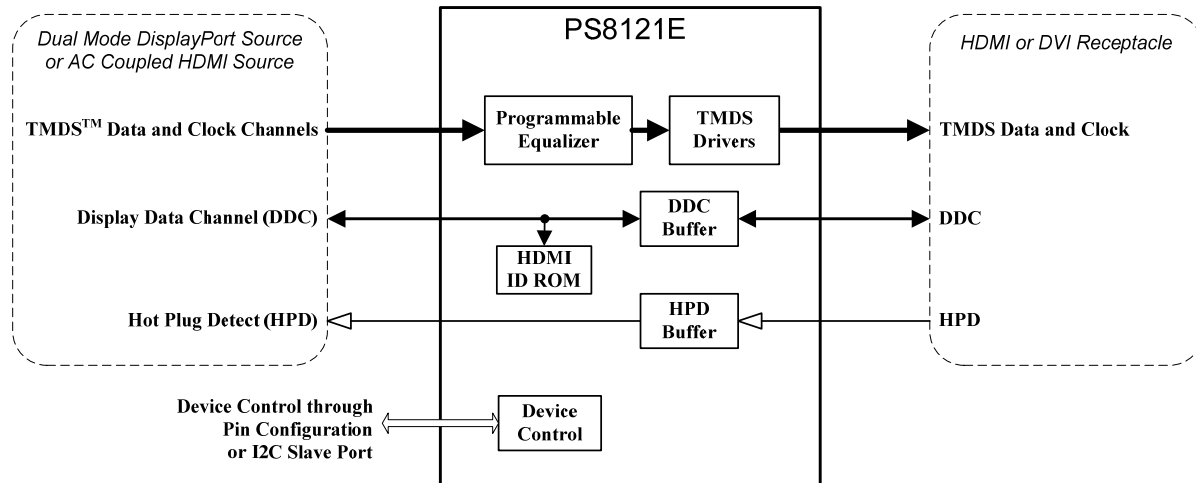 PS8121E
Dual Mode DisplayPort Source
or AC Coupled HDMI Source
HDMI or DVI Receptacle
TMDS™ Data and Clock Channels
Programmable
Equalizer
TMDS
Drivers
TMDS Data and Clock
Display Data Channel (DDC)
DDC
Buffer
DDC
HDMI
ID ROM
Hot Plug Detect (HPD)
HPD
Buffer
HPD
Device Control through
Pin Configuration
or I2C Slave Port
Device
Control